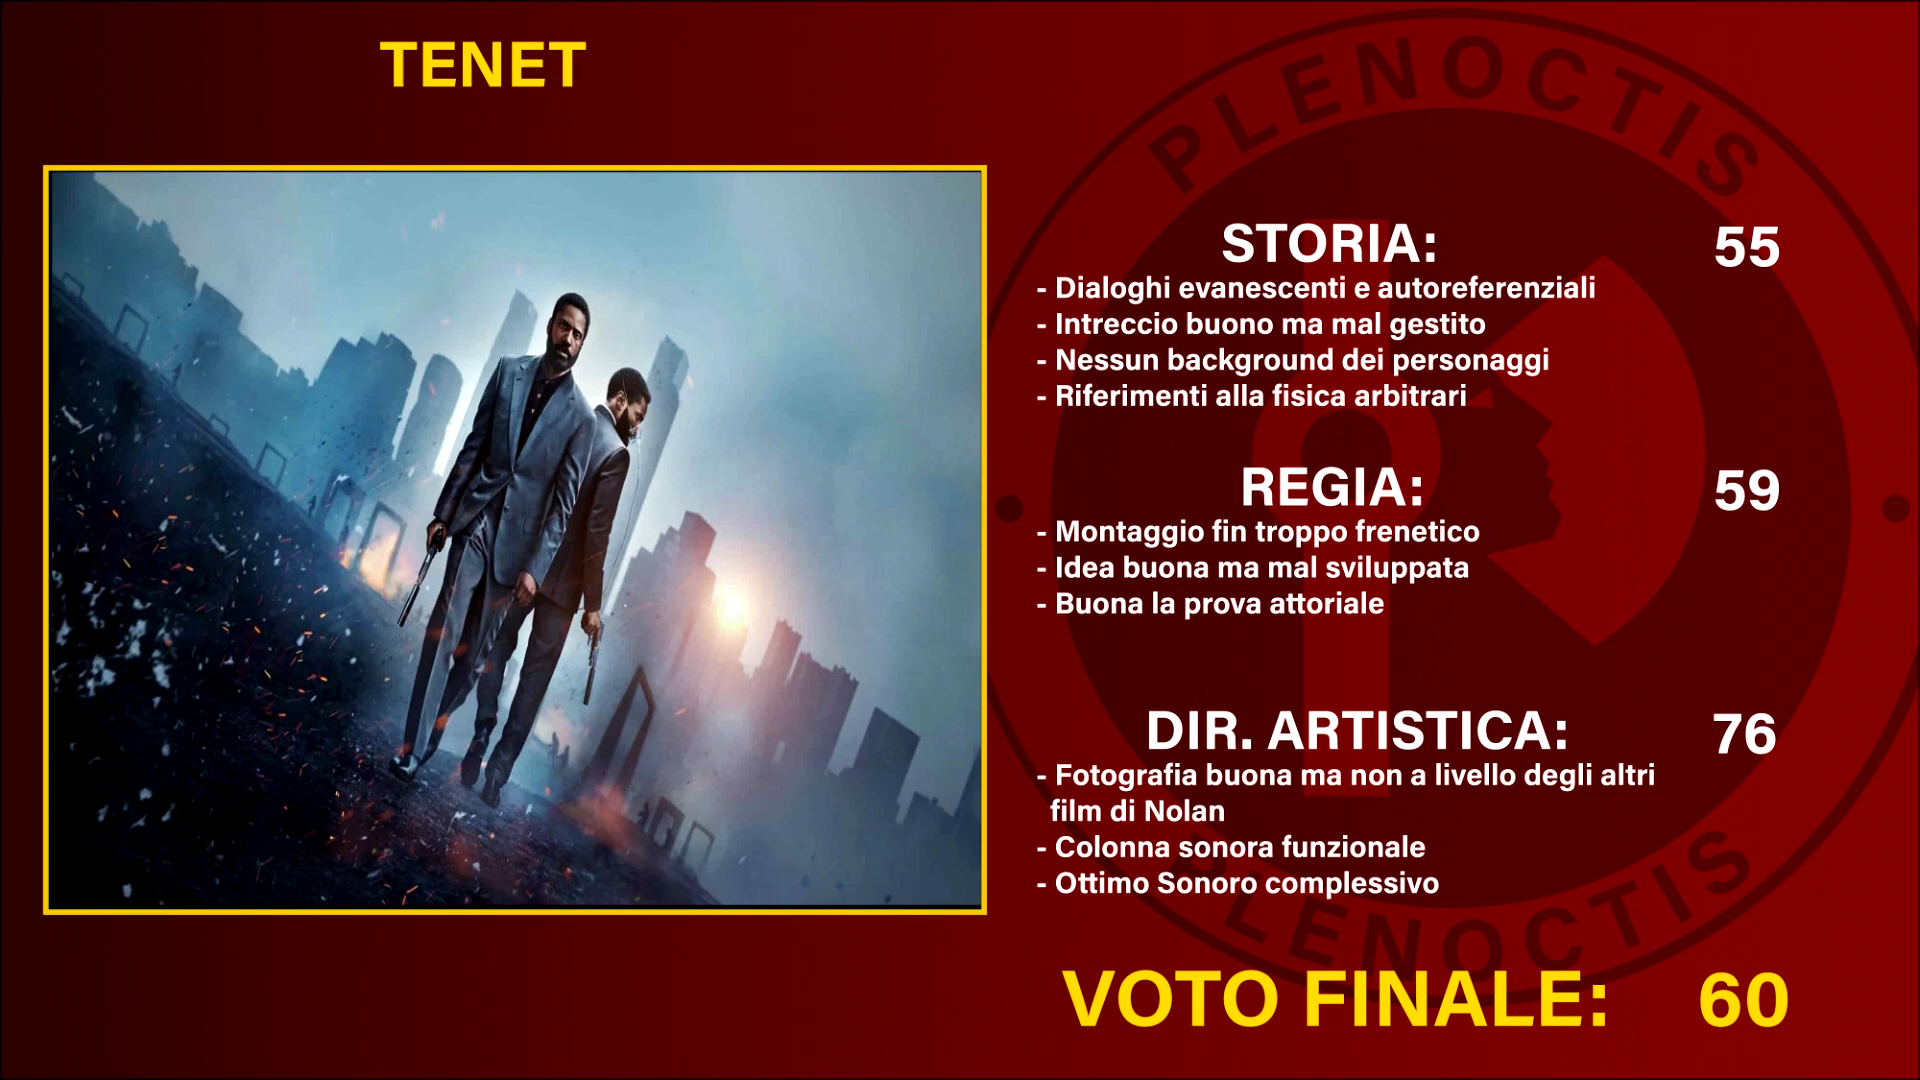 TENET
PLENOCTIS
STORIA: 55
- Dialoghi evanescenti e autoreferenziali
- Intreccio buono ma mal gestito
- Nessun background dei personaggi
- Riferimenti alla fisica arbitrari
REGIA: 59
- Montaggio fin troppo frenetico
- Idea buona ma mal sviluppata
- Buona la prova attoriale
DIR. ARTISTICA: 76
- Fotografia buona ma non a livello degli altri
film di Nolan
- Colonna sonora funzionale
- Ottimo Sonoro complessivo
PLENOCTIS
VOTO FINALE: 60